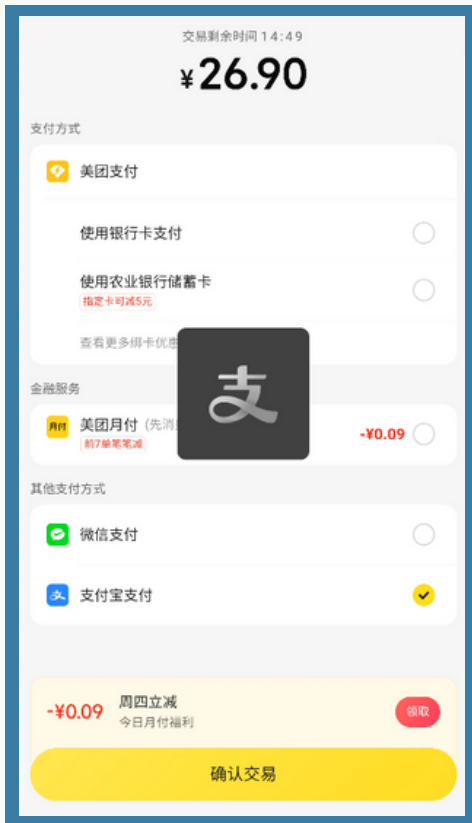 交易剩余时间14:49
¥26.90
支付方式
美团支付
使用银行卡支付
使用农业银行储蓄卡
指定卡可减5元
查看更多绑卡优
支
金融服务
月付 美团月付 (先消 -¥0.09
前7单笔笔减
其他支付方式
微信支付
支 支付宝支付
-¥0.09 周四立减 领取
今日月付福利
确认交易